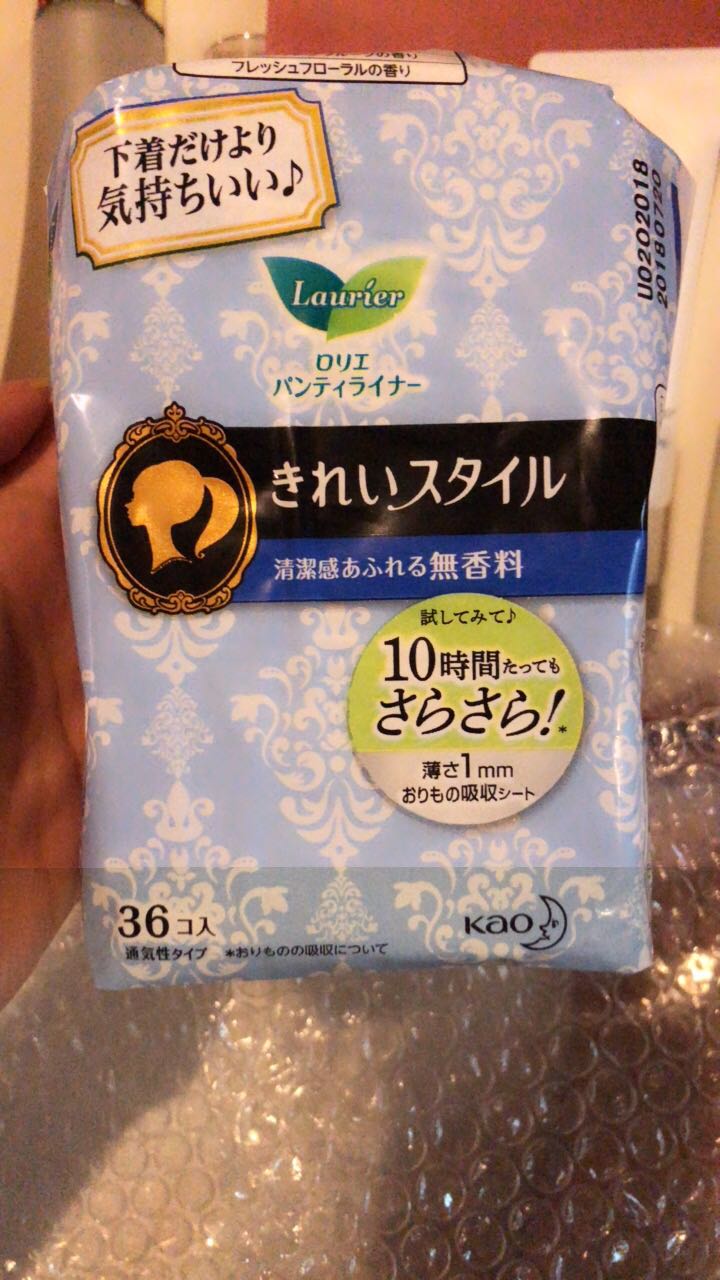 フレッシュフローラルの香り
下着だけより
気持ちいい♪
U0202018
20180720
Laurier
ロリエ
パンティライナー
きれいスタイル
清潔感あふれる無香料
試してみて♪
10時間たっても
さらさら!*
薄さ1mm
おりもの吸収シート
36コ入
通気性タイプ *おりものの吸収について
Kao